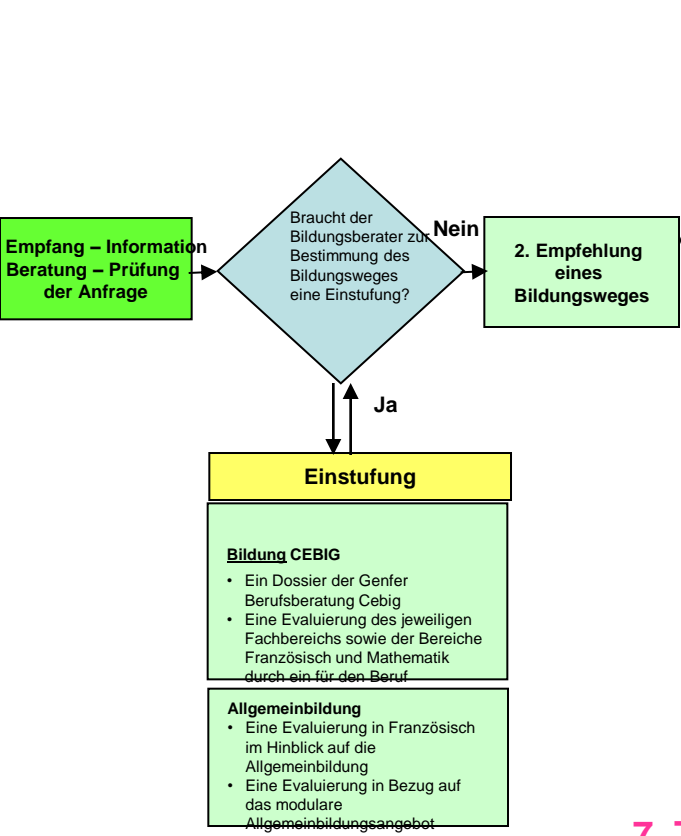 Empfang – Information
Beratung – Prüfung
der Anfrage
Braucht der
Bildungsberater zur
Bestimmung des
Bildungsweges
eine Einstufung?
Nein
2. Empfehlung
eines
Bildungsweges
Ja
Einstufung
Bildung CEBIG
• Ein Dossier der Genfer
Berufsberatung Cebig
• Eine Evaluierung des jeweiligen
Fachbereichs sowie der Bereiche
Französisch und Mathematik
durch ein für den Beruf
Allgemeinbildung
• Eine Evaluierung in Französisch
im Hinblick auf die
Allgemeinbildung
• Eine Evaluierung in Bezug auf
das modulare
Allgemeinbildungsangebot